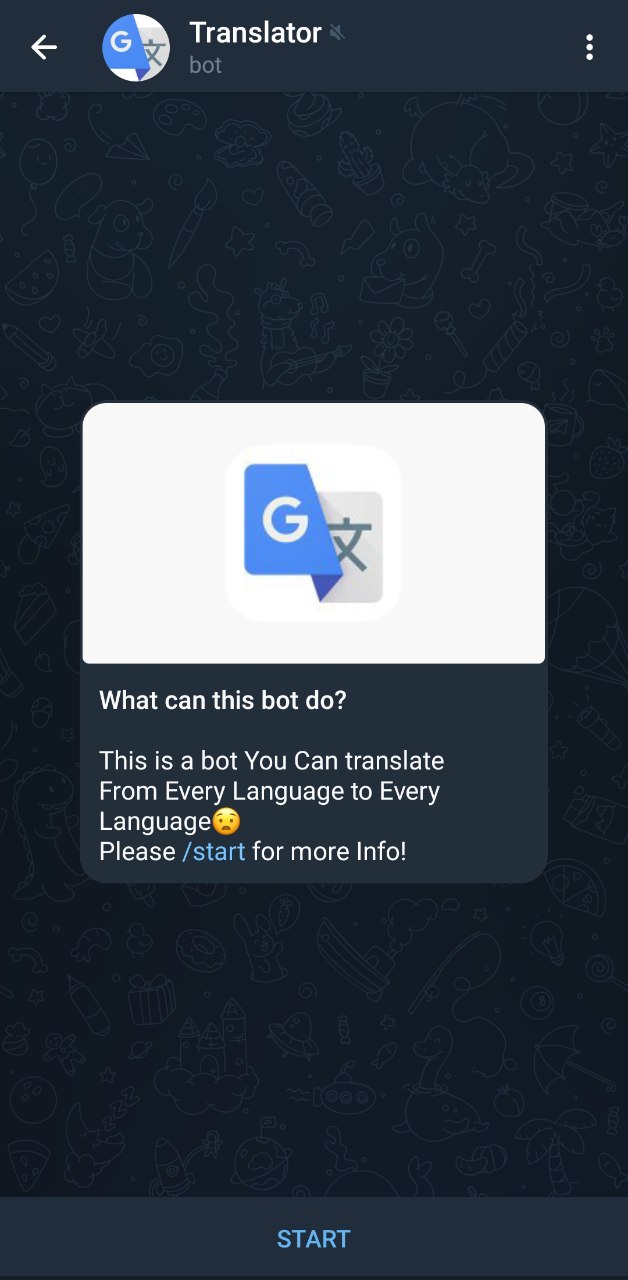 Translator
bot
G 文
G 文
What can this bot do?
This is a bot You Can translate
From Every Language to Every
Language😧
Please /start for more Info!
START